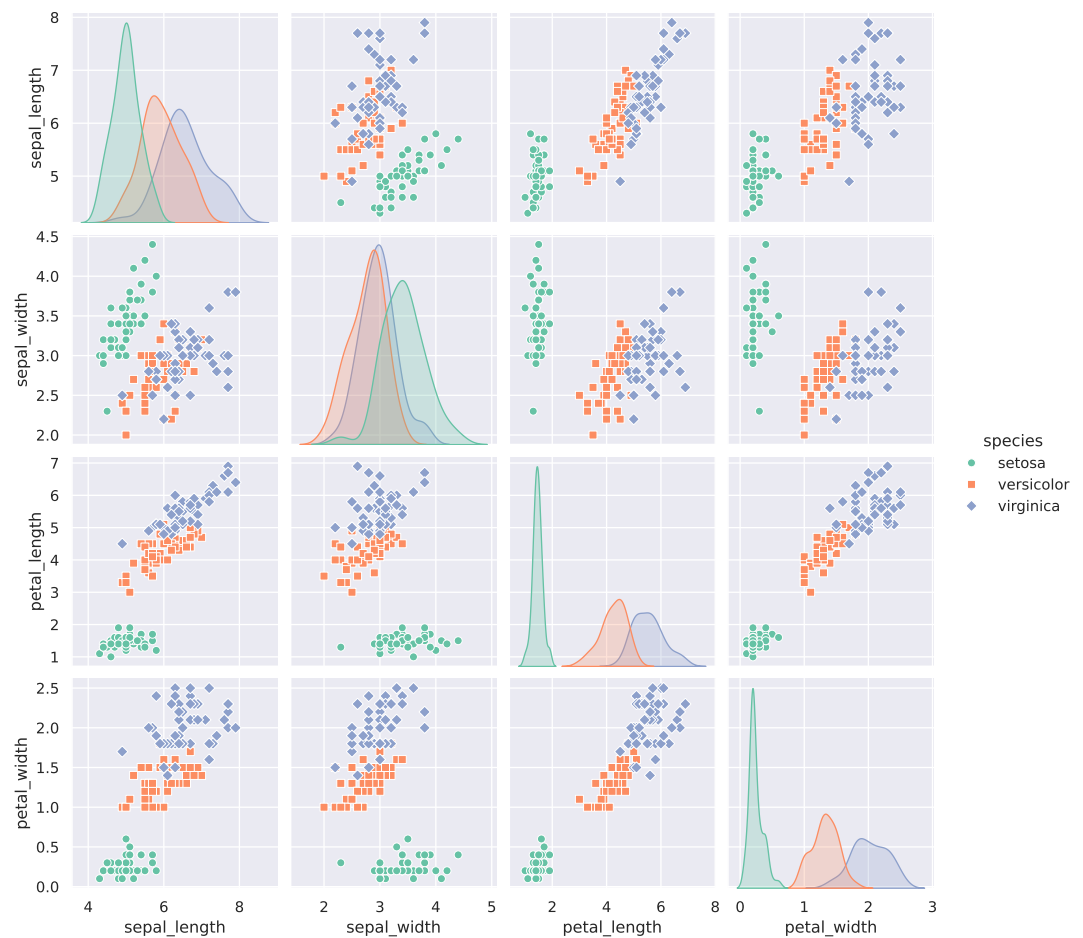 8
7
6
5
sepal_length
4.5
4.0
3.5
3.0
2.5
2.0
sepal_width
species
setosa
versicolor
virginica
7
6
5
4
3
2
1
petal_length
2.5
2.0
1.5
1.0
0.5
0.0
petal_width
4 6 8
sepal_length
2 3 4 5
sepal_width
2 4 6 8
petal_length
0 1 2 3
petal_width